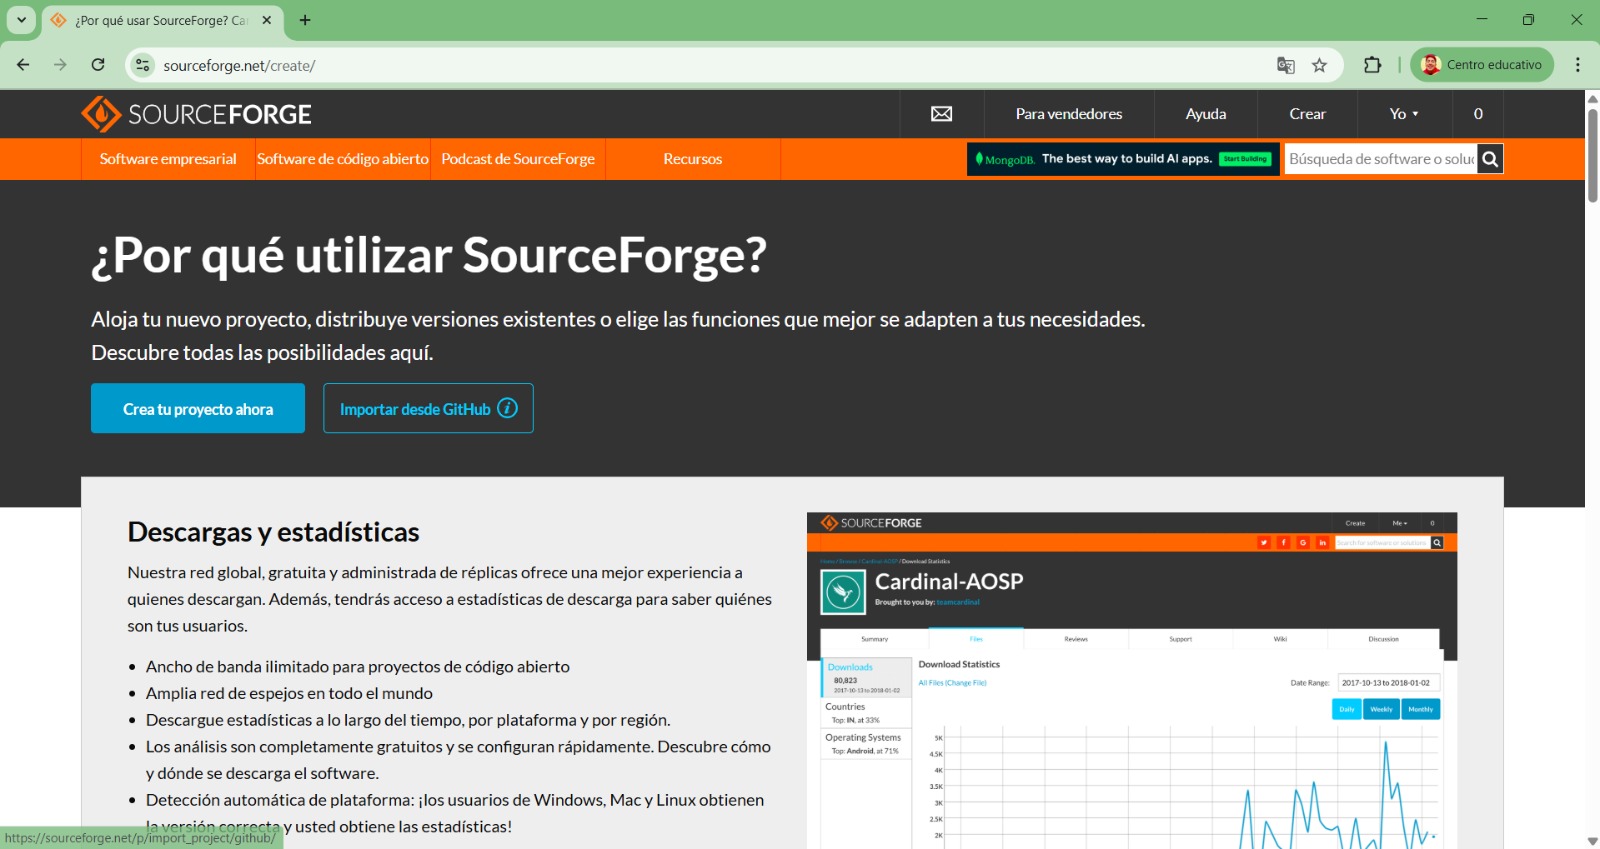 ¿Por qué usar SourceForge? Ca
sourceforge.net/create/
Centro educativo
SOURCEFORGE
Para vendedores
Ayuda
Crear
Yo
0
Software empresarial
Software de código abierto
Podcast de SourceForge
Recursos
MongoDB. The best way to build AI apps. Start Building
Búsqueda de software o soluc
¿Por qué utilizar SourceForge?
Aloja tu nuevo proyecto, distribuye versiones existentes o elige las funciones que mejor se adapten a tus necesidades.
Descubre todas las posibilidades aquí.
Crea tu proyecto ahora
Importar desde GitHub
Descargas y estadísticas
Nuestra red global, gratuita y administrada de réplicas ofrece una mejor experiencia a
quienes descargan. Además, tendrás acceso a estadísticas de descarga para saber quiénes
son tus usuarios.
Ancho de banda ilimitado para proyectos de código abierto
Amplia red de espejos en todo el mundo
Descargue estadísticas a lo largo del tiempo, por plataforma y por región.
Los análisis son completamente gratuitos y se configuran rápidamente. Descubre cómo
y dónde se descarga el software.
Detección automática de plataforma: ¡los usuarios de Windows, Mac y Linux obtienen
la versión correcta y usted obtiene las estadísticas!
https://sourceforge.net/p/import_project/github/
SOURCEFORGE
Create
Me
0
Search for software or solutions
Home / Browse / Cardinal-AOSP / Download Statistics
Cardinal-AOSP
Brought to you by: teamcardinal
Summary
Files
Reviews
Support
Wiki
Discussion
Downloads
80,823
2017-10-13 to 2018-01-02
Countries
Top: IN, at 33%
Operating Systems
Top: Android, at 71%
Download Statistics
All Files (Change File)
Date Range: 2017-10-13 to 2018-01-02
Daily
Weekly
Monthly
5K
4.5K
4K
3.5K
3K
2.5K
2K